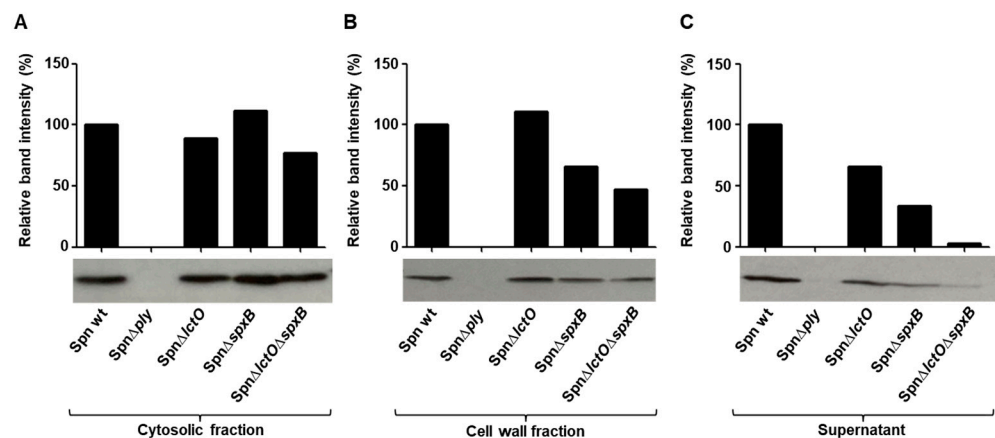 A
Relative band intensity (%)
150
100
50
0
Spn wt
SpnΔply
SpnΔlctO
SpnΔspxB
SpnΔlctOΔspxB
Cytosolic fraction
B
Relative band intensity (%)
150
100
50
0
Spn wt
SpnΔply
SpnΔlctO
SpnΔspxB
SpnΔlctOΔspxB
Cell wall fraction
C
Relative band intensity (%)
150
100
50
0
Spn wt
SpnΔply
SpnΔlctO
SpnΔspxB
SpnΔlctOΔspxB
Supernatant